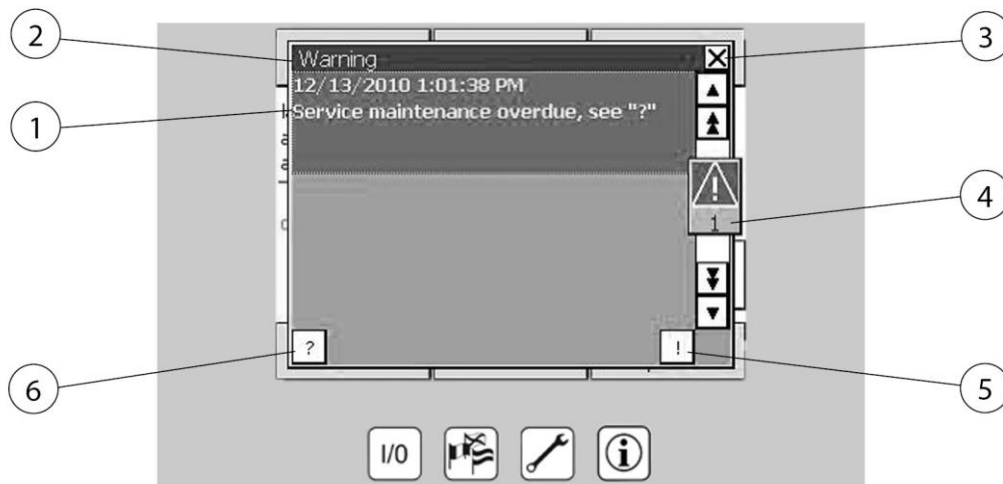 2
3
Warning
12/13/2010 1:01:38 PM
1
Service maintenance overdue, see "?"
!
1
4
? !
6
5
I/0
i